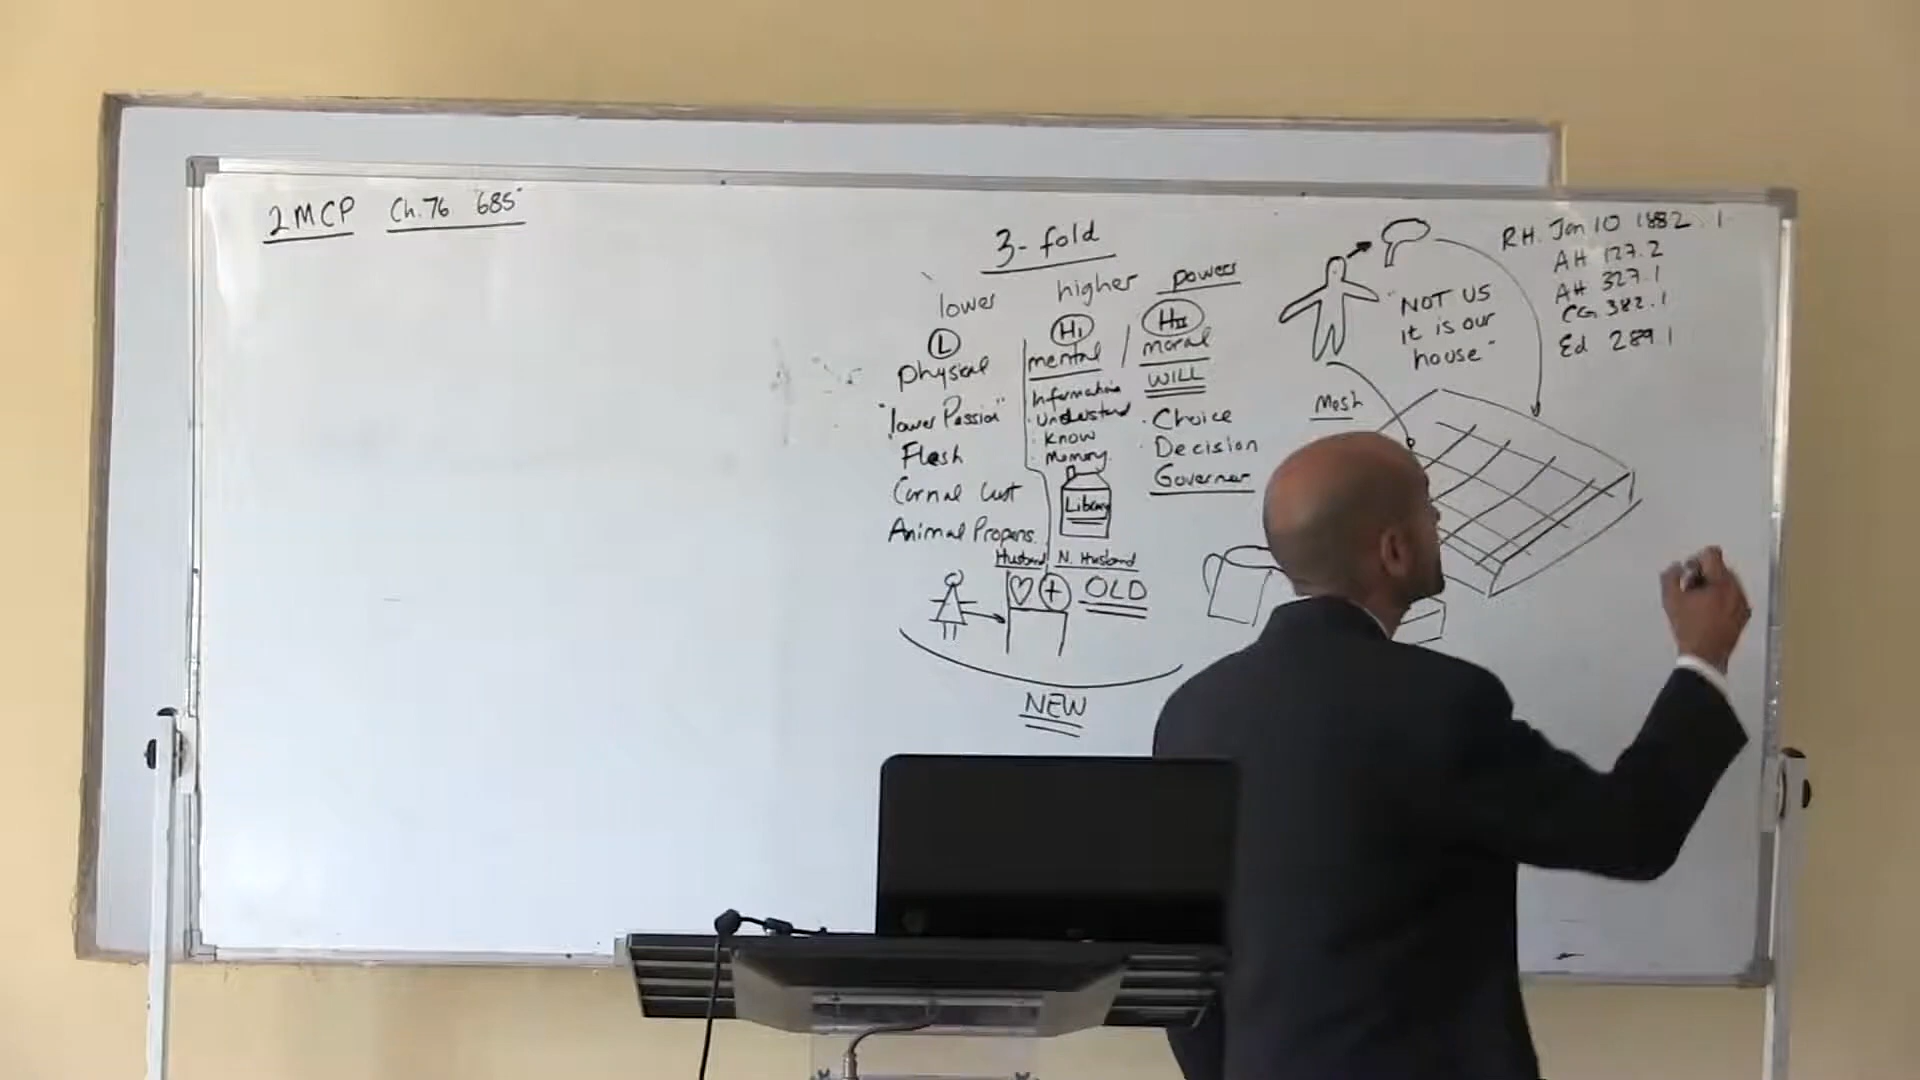 2MCP Ch.76 685
3-fold
lower higher powers
L
Physical
"lower Passion"
Flesh
Carnal Lust
Animal Propens.
H1
mental
Information
· Understand
· Know
· Memory
Library
HII
moral
WILL
· Choice
· Decision
Governer
Husband N. Husband
+ OLD
NEW
"NOT US
it is our
house"
Mesh
RH. Jan 10 1882 .1
AH 127.2
AH 327.1
CG 382.1
Ed 289.1